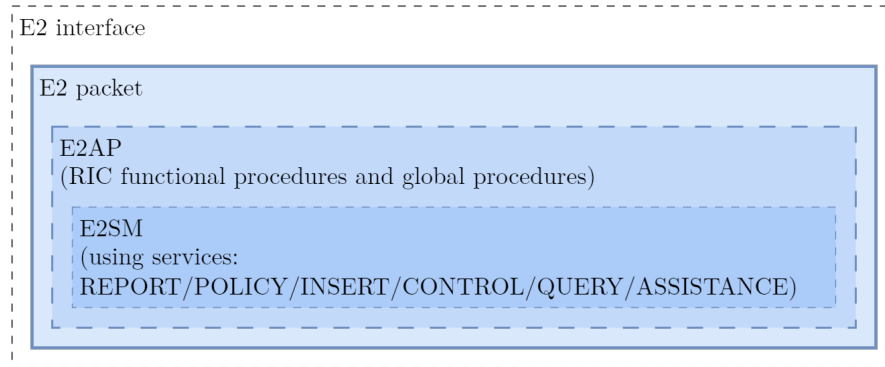 E2 interface
E2 packet
E2AP
(RIC functional procedures and global procedures)
E2SM
(using services:
REPORT/POLICY/INSERT/CONTROL/QUERY/ASSISTANCE)